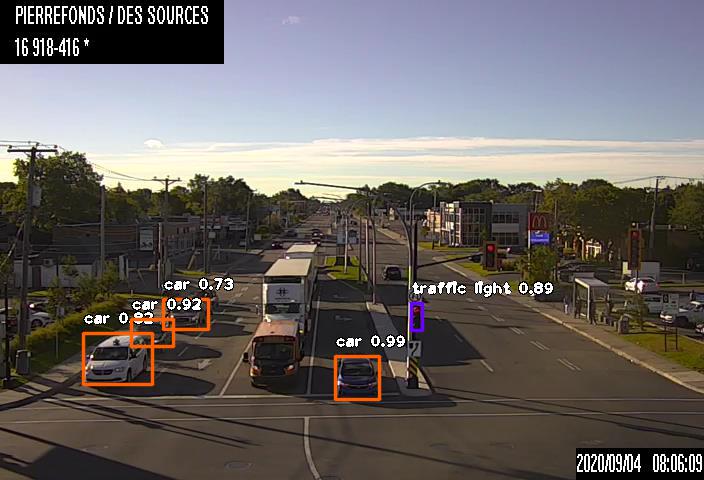 PIERREFONDS / DES SOURCES
16 918-416 *
car 0.73
car 0.92
car 0.82
traffic light 0.89
car 0.99
2020/09/04 08:06:09